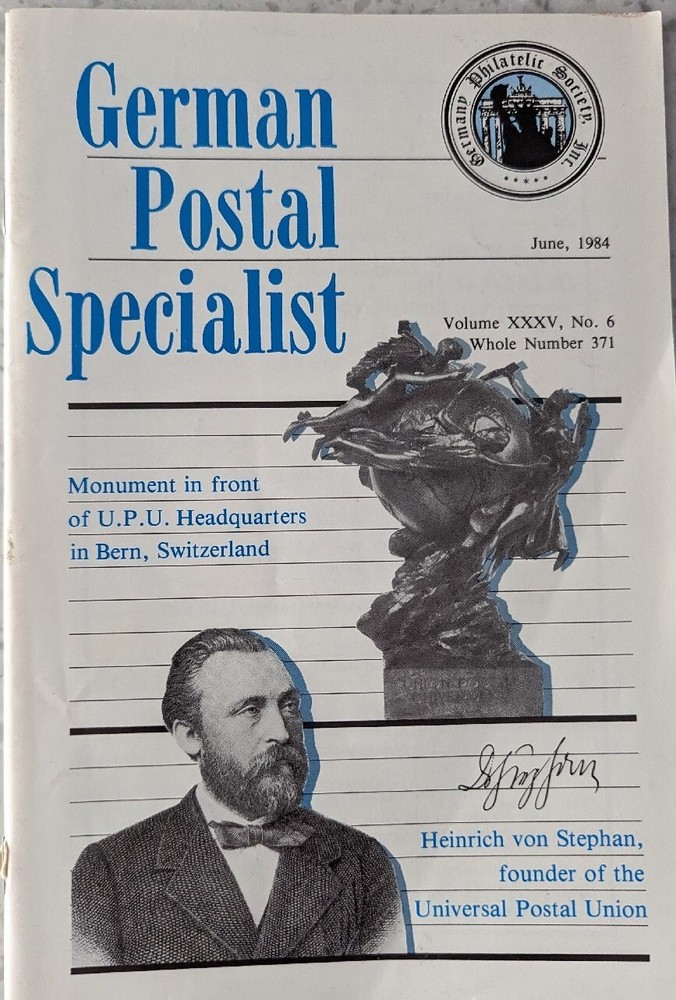 German
Postal
Specialist
Germany Philatelic Society, Inc.
June, 1984
Volume XXXV, No. 6
Whole Number 371
Monument in front
of U.P.U. Headquarters
in Bern, Switzerland
Heinrich von Stephan,
founder of the
Universal Postal Union